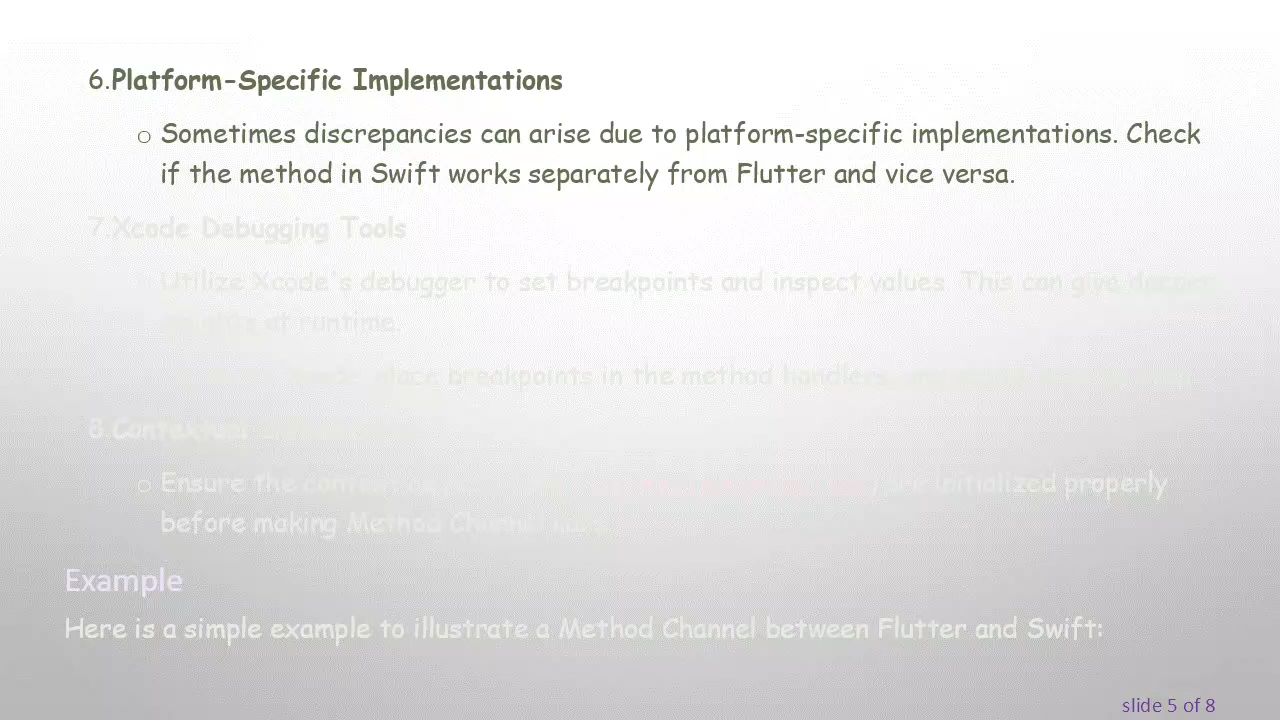 6.Platform-Specific Implementations
o Sometimes discrepancies can arise due to platform-specific implementations. Check
if the method in Swift works separately from Flutter and vice versa.
7.Xcode Debugging Tools
Utilize Xcode's debugger to set breakpoints and inspect values. This can give deeper
at runtime.
place breakpoints in the method handlers
8.Contextual
o Ensure the context initialized properly
before making Method Channel
Example
Here is a simple example to illustrate a Method Channel between Flutter and Swift:
slide 5 of 8